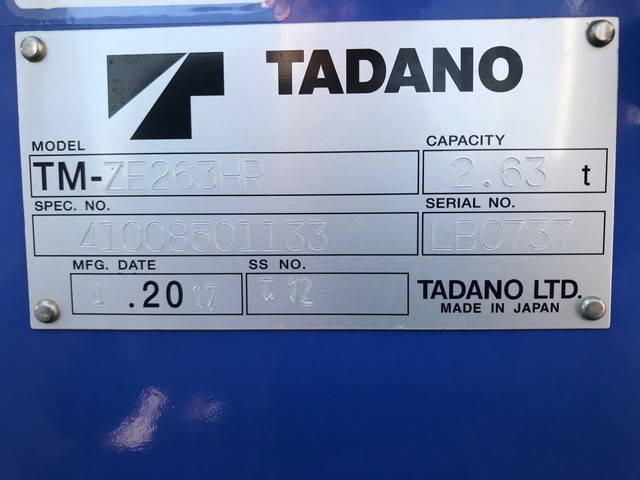 TADANO
MODEL
CAPACITY
TM-ZE263HR
2.63 t
SPEC. NO.
SERIAL NO.
41008501133
LB0737
MFG. DATE
SS NO.
.2017
12
TADANO LTD.
MADE IN JAPAN